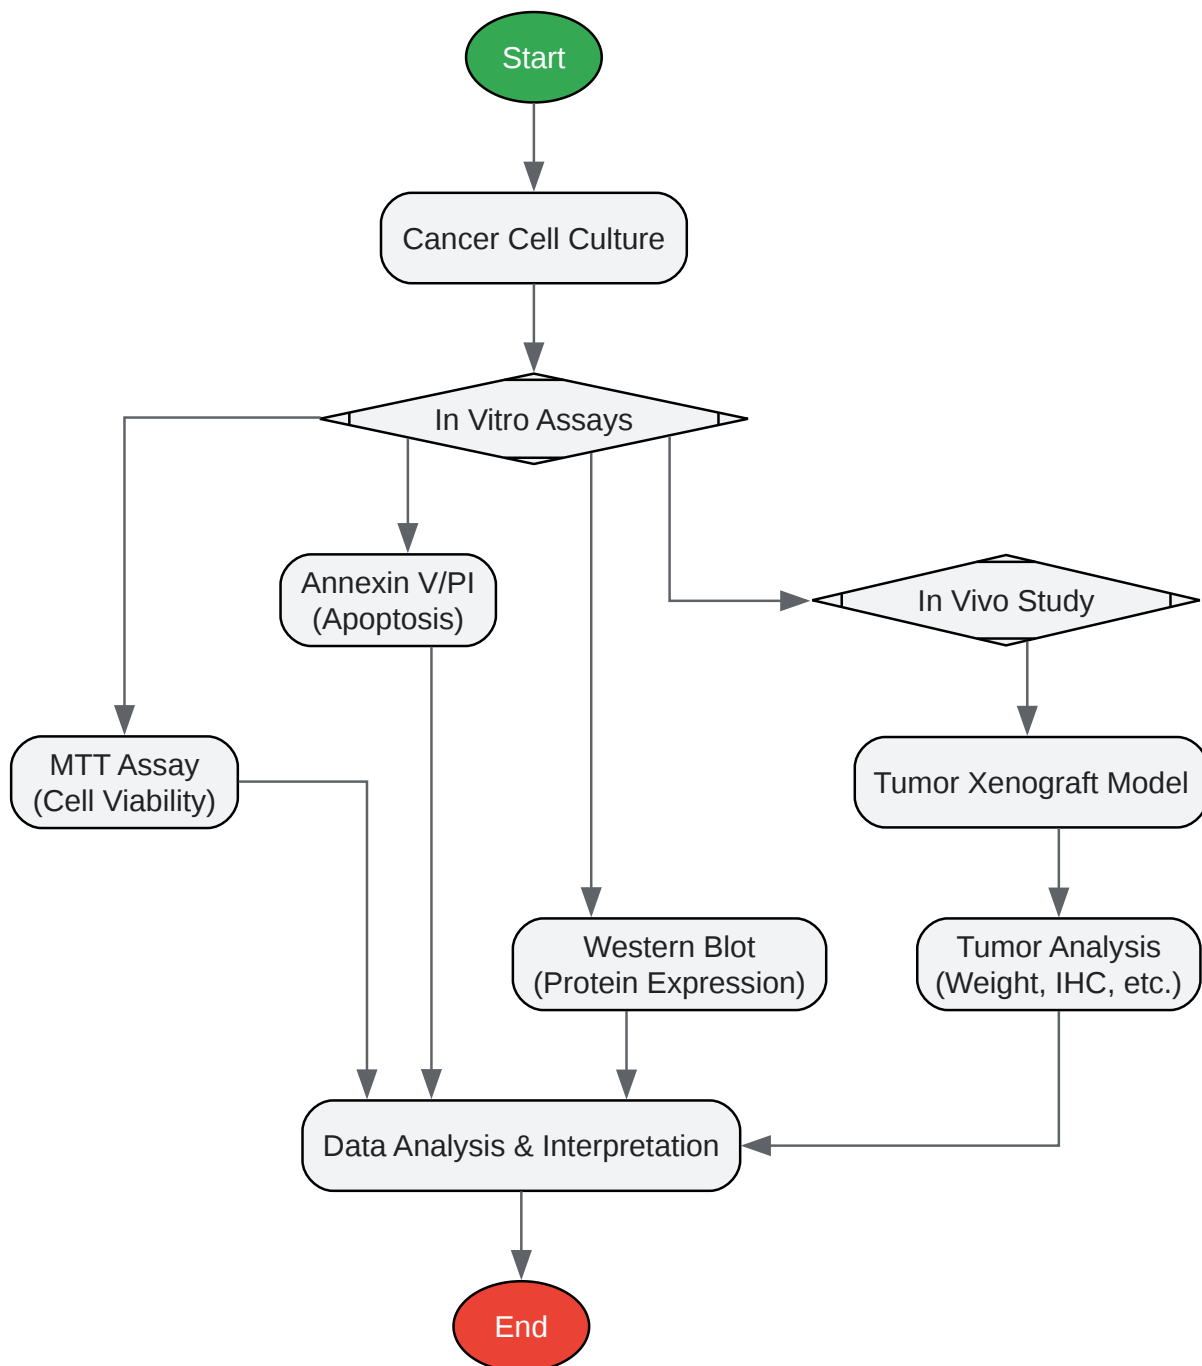 Start
Cancer Cell Culture
In Vitro Assays
Annexin V/PI
(Apoptosis)
In Vivo Study
MTT Assay
(Cell Viability)
Tumor Xenograft Model
Western Blot
(Protein Expression)
Tumor Analysis
(Weight, IHC, etc.)
Data Analysis & Interpretation
End